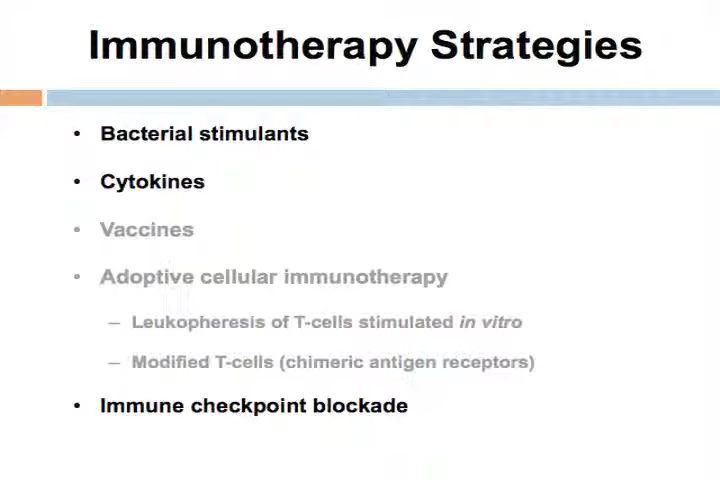 Immunotherapy Strategies
• Bacterial stimulants
• Cytokines
• Vaccines
• Adoptive cellular immunotherapy
– Leukopheresis of T-cells stimulated in vitro
– Modified T-cells (chimeric antigen receptors)
• Immune checkpoint blockade